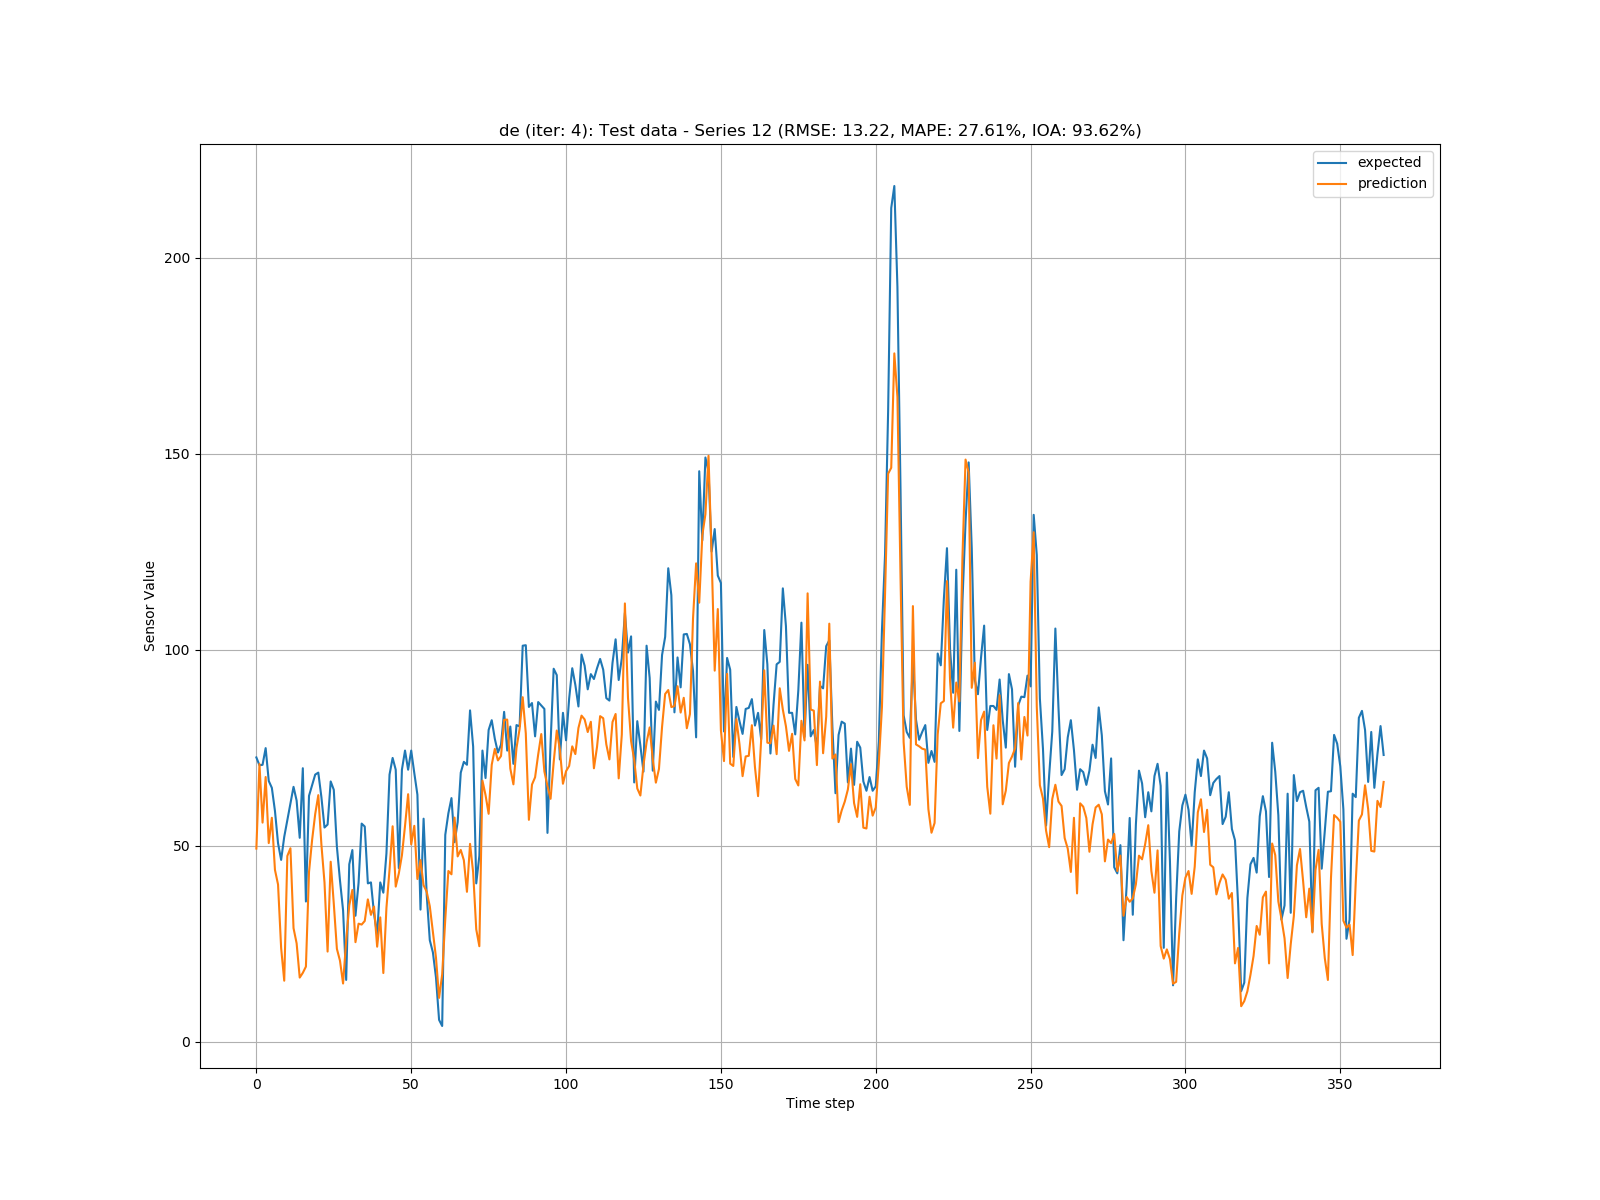 de (iter: 4): Test data - Series 12 (RMSE: 13.22, MAPE: 27.61%, IOA: 93.62%)
expected
prediction
200
150
100
50
0
Sensor Value
0 50 100 150 200 250 300 350
Time step